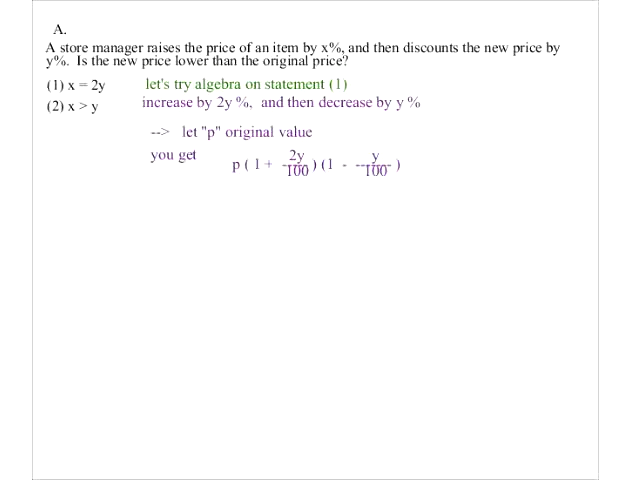 A.
A store manager raises the price of an item by x%, and then discounts the new price by
y%. Is the new price lower than the original price?
(1) x = 2y let's try algebra on statement (1)
(2) x > y increase by 2y %, and then decrease by y %
--> let "p" original value
you get p ( 1 + 2y/100 ) (1 - y/100 )